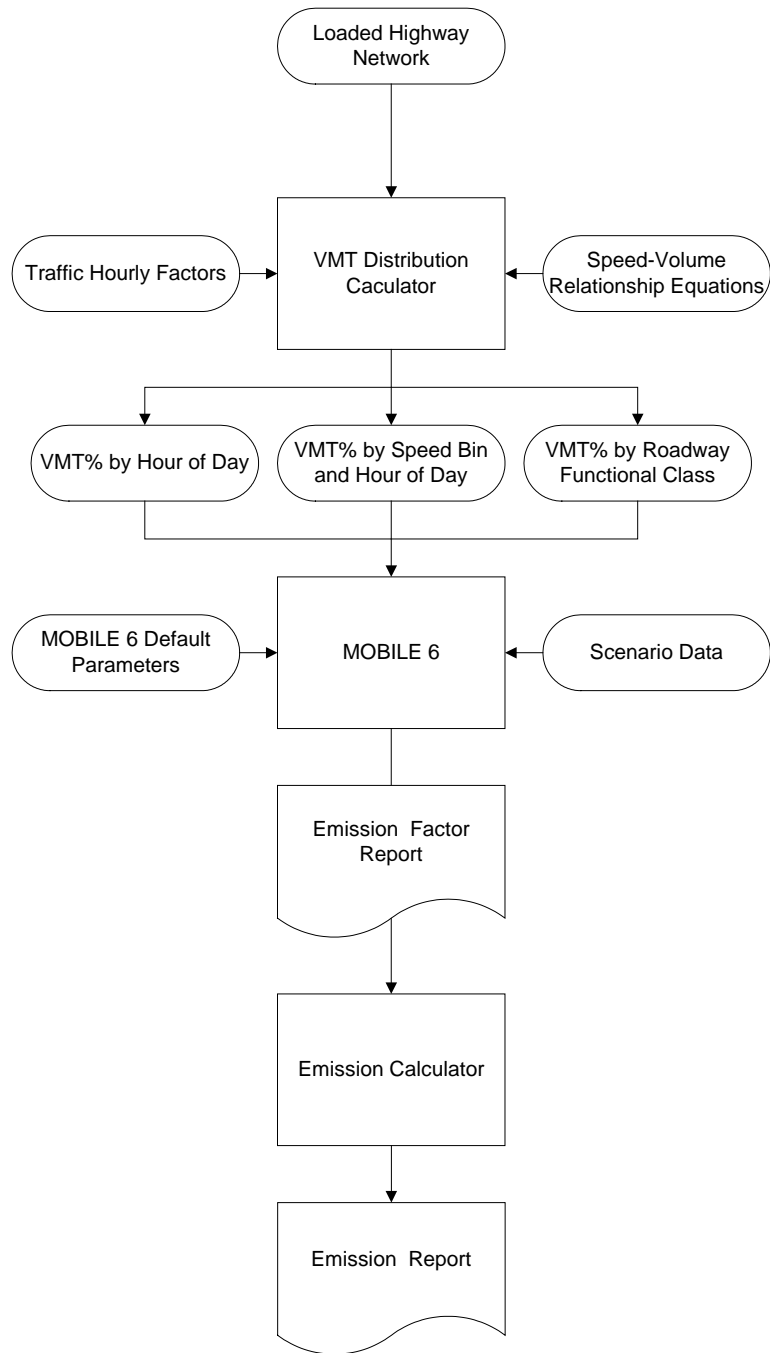 Loaded Highway
Network
Traffic Hourly Factors
VMT Distribution
Caculator
Speed-Volume
Relationship Equations
VMT% by Hour of Day
VMT% by Speed Bin
and Hour of Day
VMT% by Roadway
Functional Class
MOBILE 6 Default
Parameters
MOBILE 6
Scenario Data
Emission Factor
Report
Emission Calculator
Emission Report